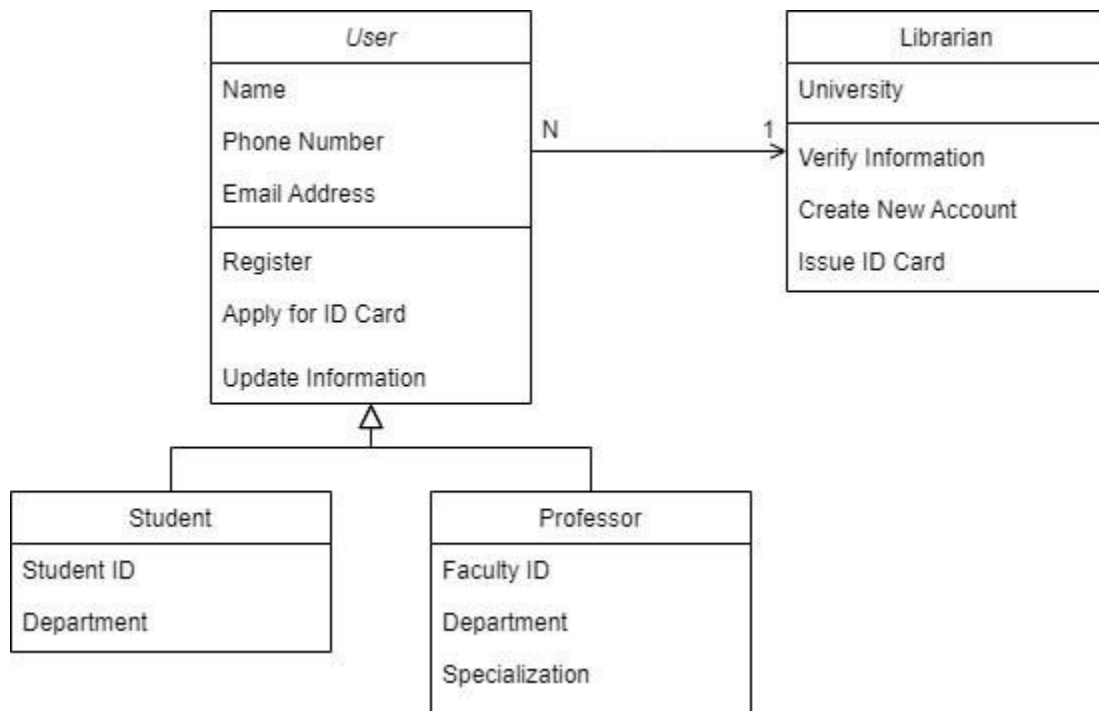 User
Name
Phone Number
Email Address
Register
Apply for ID Card
Update Information
N
1
Librarian
University
Verify Information
Create New Account
Issue ID Card
Student
Student ID
Department
Professor
Faculty ID
Department
Specialization